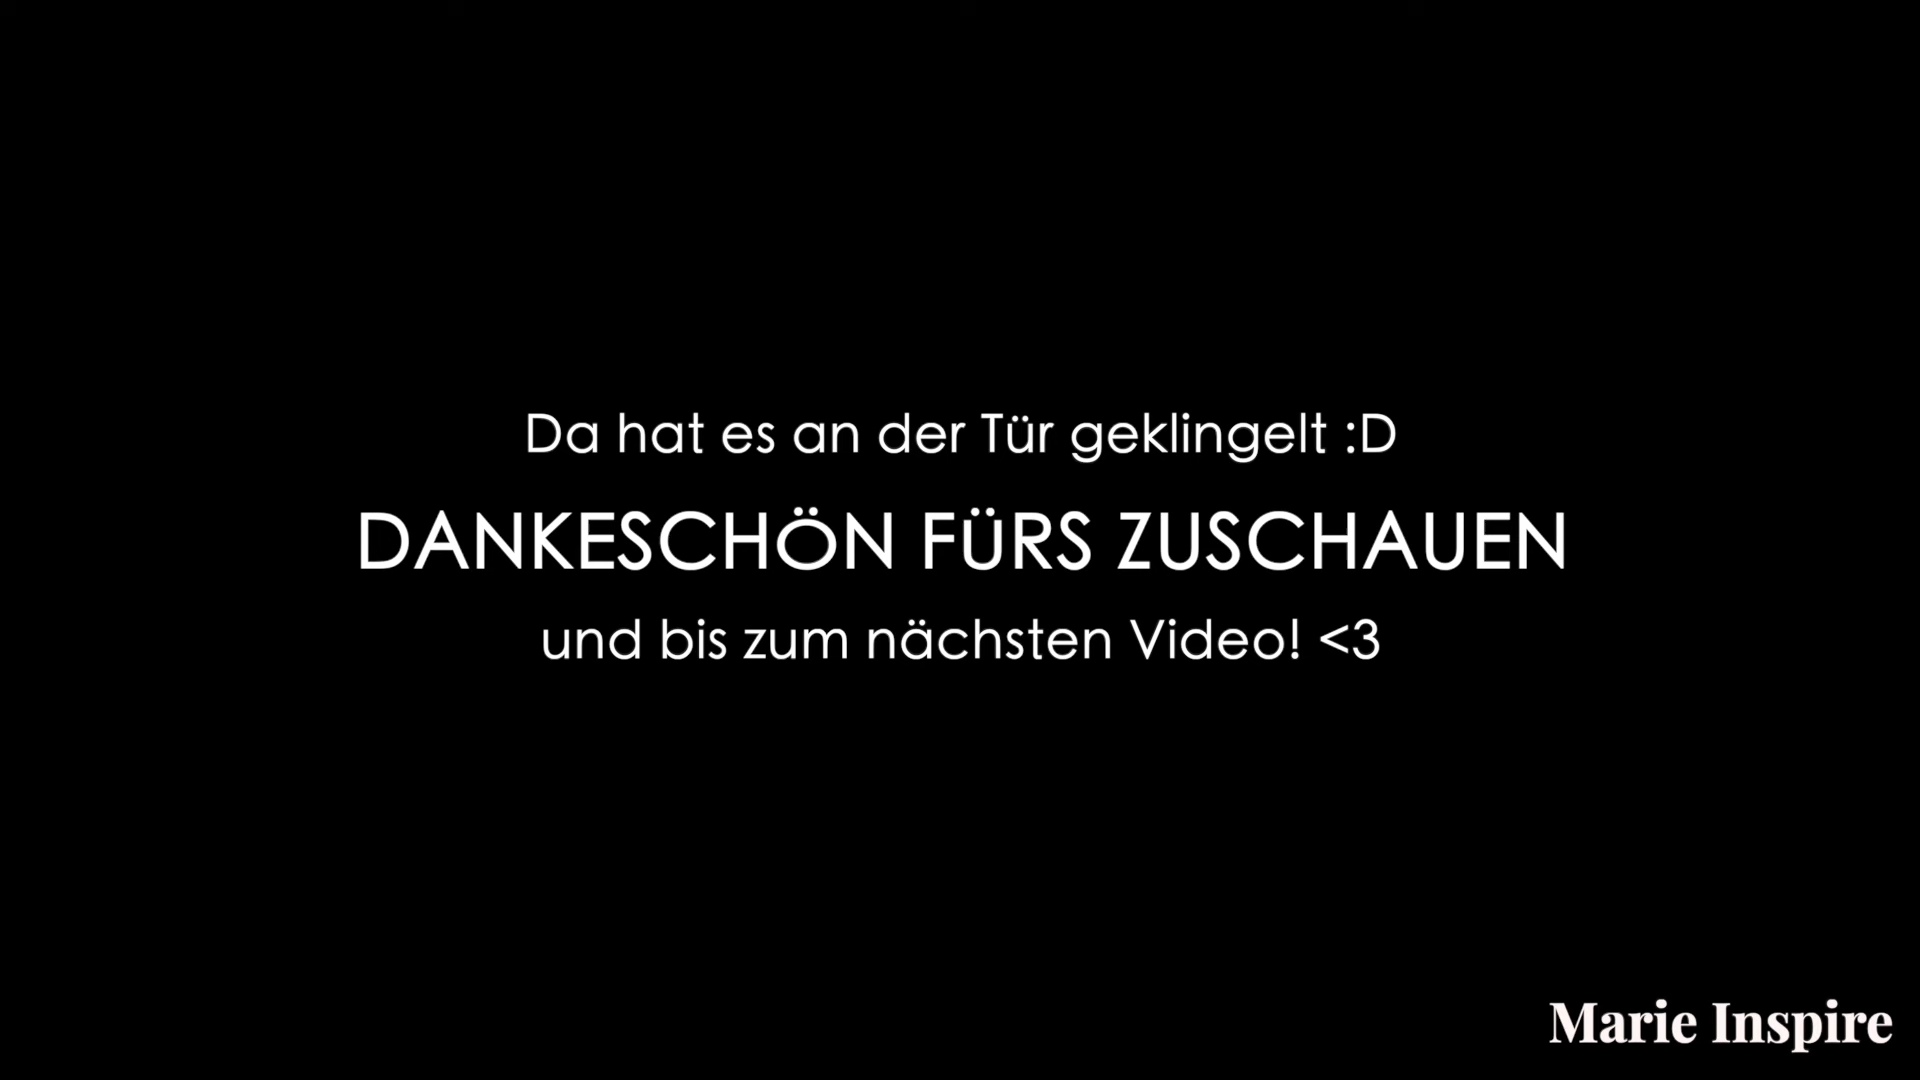 Da hat es an der Tür geklingelt :D
DANKESCHÖN FÜRS ZUSCHAUEN
und bis zum nächsten Video! <3
Marie Inspire